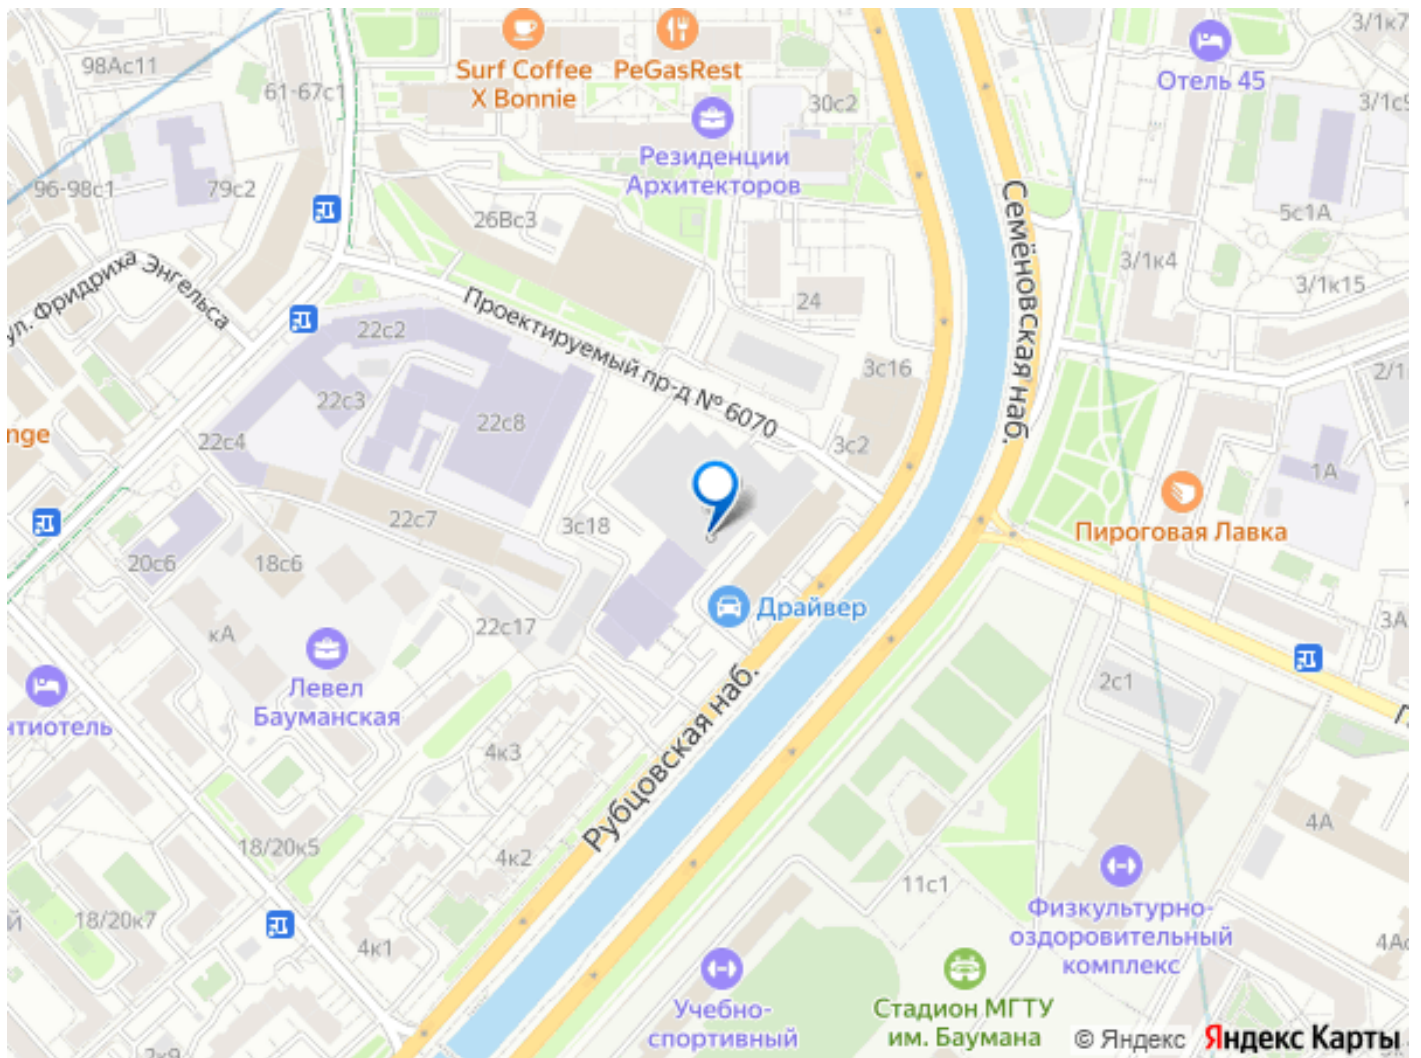 3/1к7
98Ас11
61-67с1
Surf Coffee
X Bonnie
PeGasRest
30с2
Отель 45
3/1с9
Резиденции
Архитекторов
96-98с1
79с2
26Вс3
5с1А
Семёновская наб.
3/1к4
3/1к15
ул. Фридриха Энгельса
24
22с2
Проектируемый пр-д № 6070
3с16
22с3
22с8
22с4
3с2
1А
22с7
3с18
Пироговая Лавка
20с6
18с6
Драйвер
кА
22с17
3А
Левел
Бауманская
2с1
Рубцовская наб.
4к3
18/20к5
4к2
4А
11с1
Физкультурно-
оздоровительный
комплекс
18/20к7
4к1
Учебно-
спортивный
Стадион МГТУ
им. Баумана
© Яндекс
Яндекс Карты